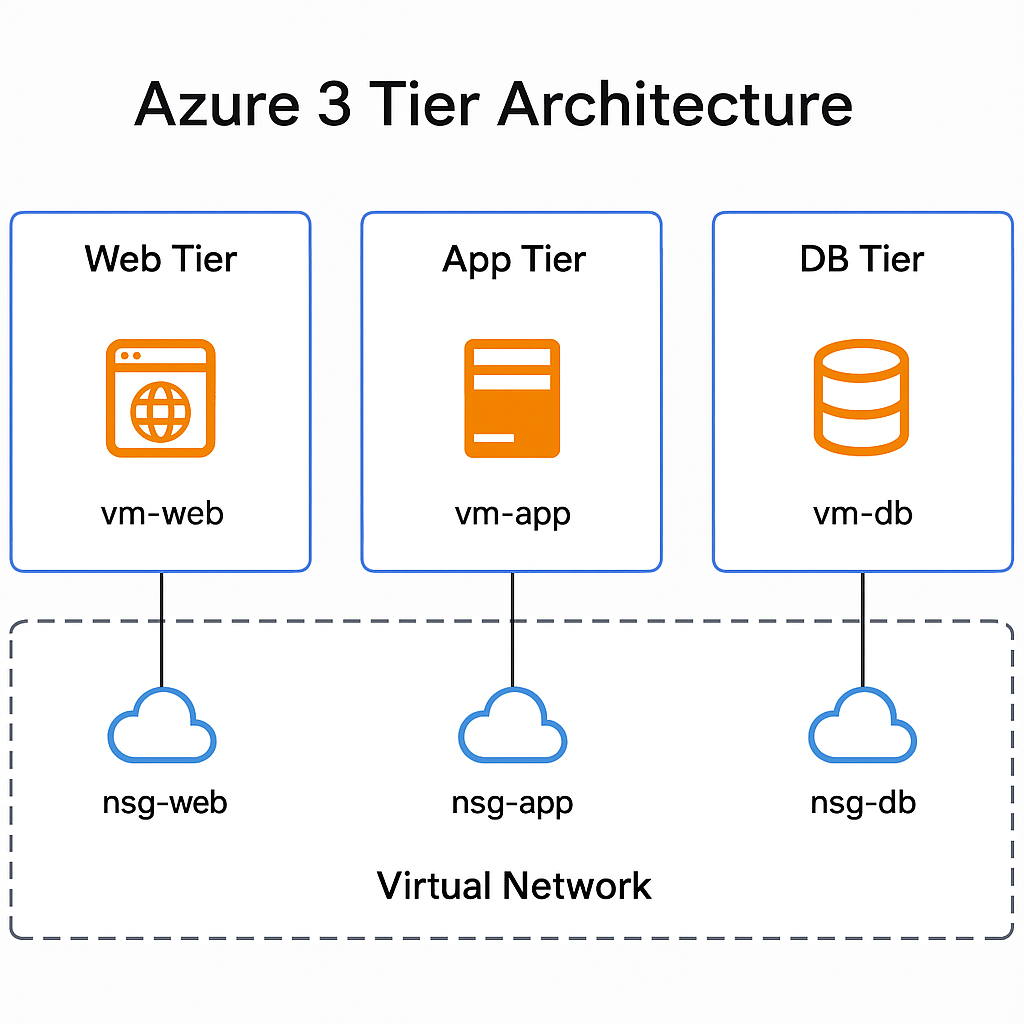 Azure 3 Tier Architecture
Web Tier
vm-web
App Tier
vm-app
DB Tier
vm-db
nsg-web
nsg-app
nsg-db
Virtual Network